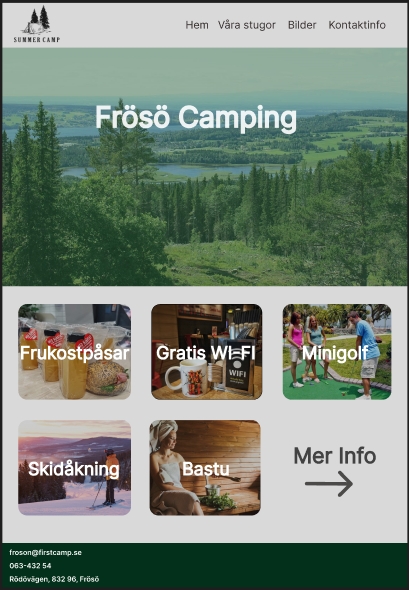 SUMMER CAMP
Hem Våra stugor Bilder Kontaktinfo
Frösö Camping
Frukostpåsar Gratis WI-FI Minigolf
WIFI
Skidåkning Bastu Mer Info
froson@firstcamp.se
063-432 54
Rödövägen, 832 96, Frösö